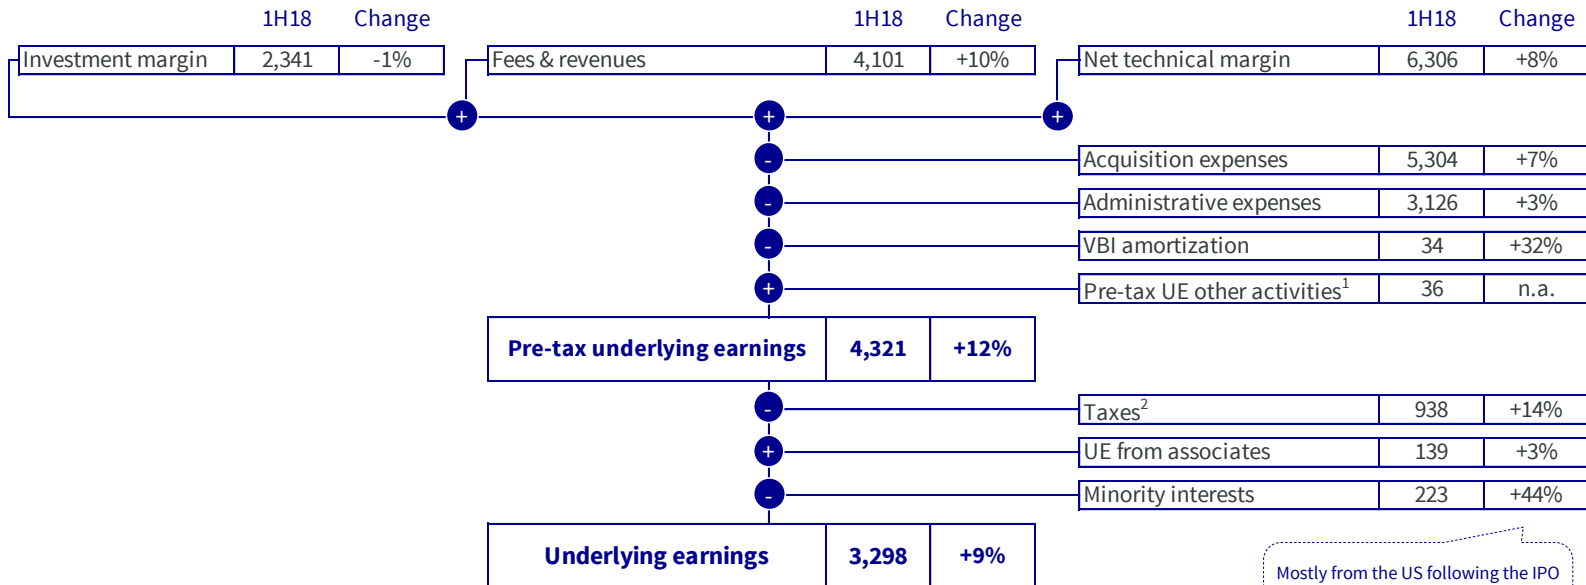 1H18 Change 1H18 Change 1H18 Change
Investment margin 2,341 -1% Fees & revenues 4,101 +10% Net technical margin 6,306 +8%
+ + +
- Acquisition expenses 5,304 +7%
- Administrative expenses 3,126 +3%
- VBI amortization 34 +32%
+ Pre-tax UE other activities¹ 36 n.a.
Pre-tax underlying earnings 4,321 +12%
- Taxes² 938 +14%
+ UE from associates 139 +3%
- Minority interests 223 +44%
Underlying earnings 3,298 +9%
Mostly from the US following the IPO